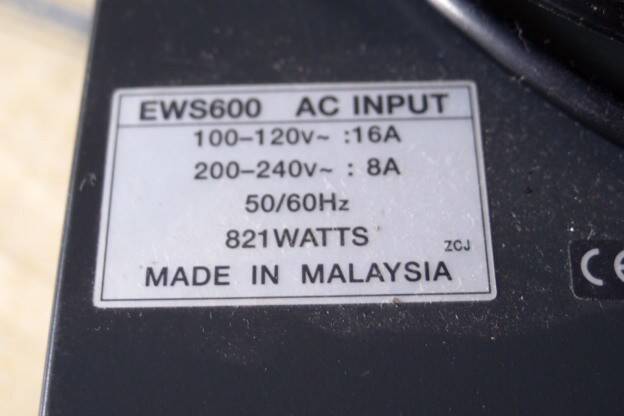 EWS600 AC INPUT
100–120V~ :16A
200–240V~ : 8A
50/60Hz
821WATTS
ZCJ
MADE IN MALAYSIA
CE